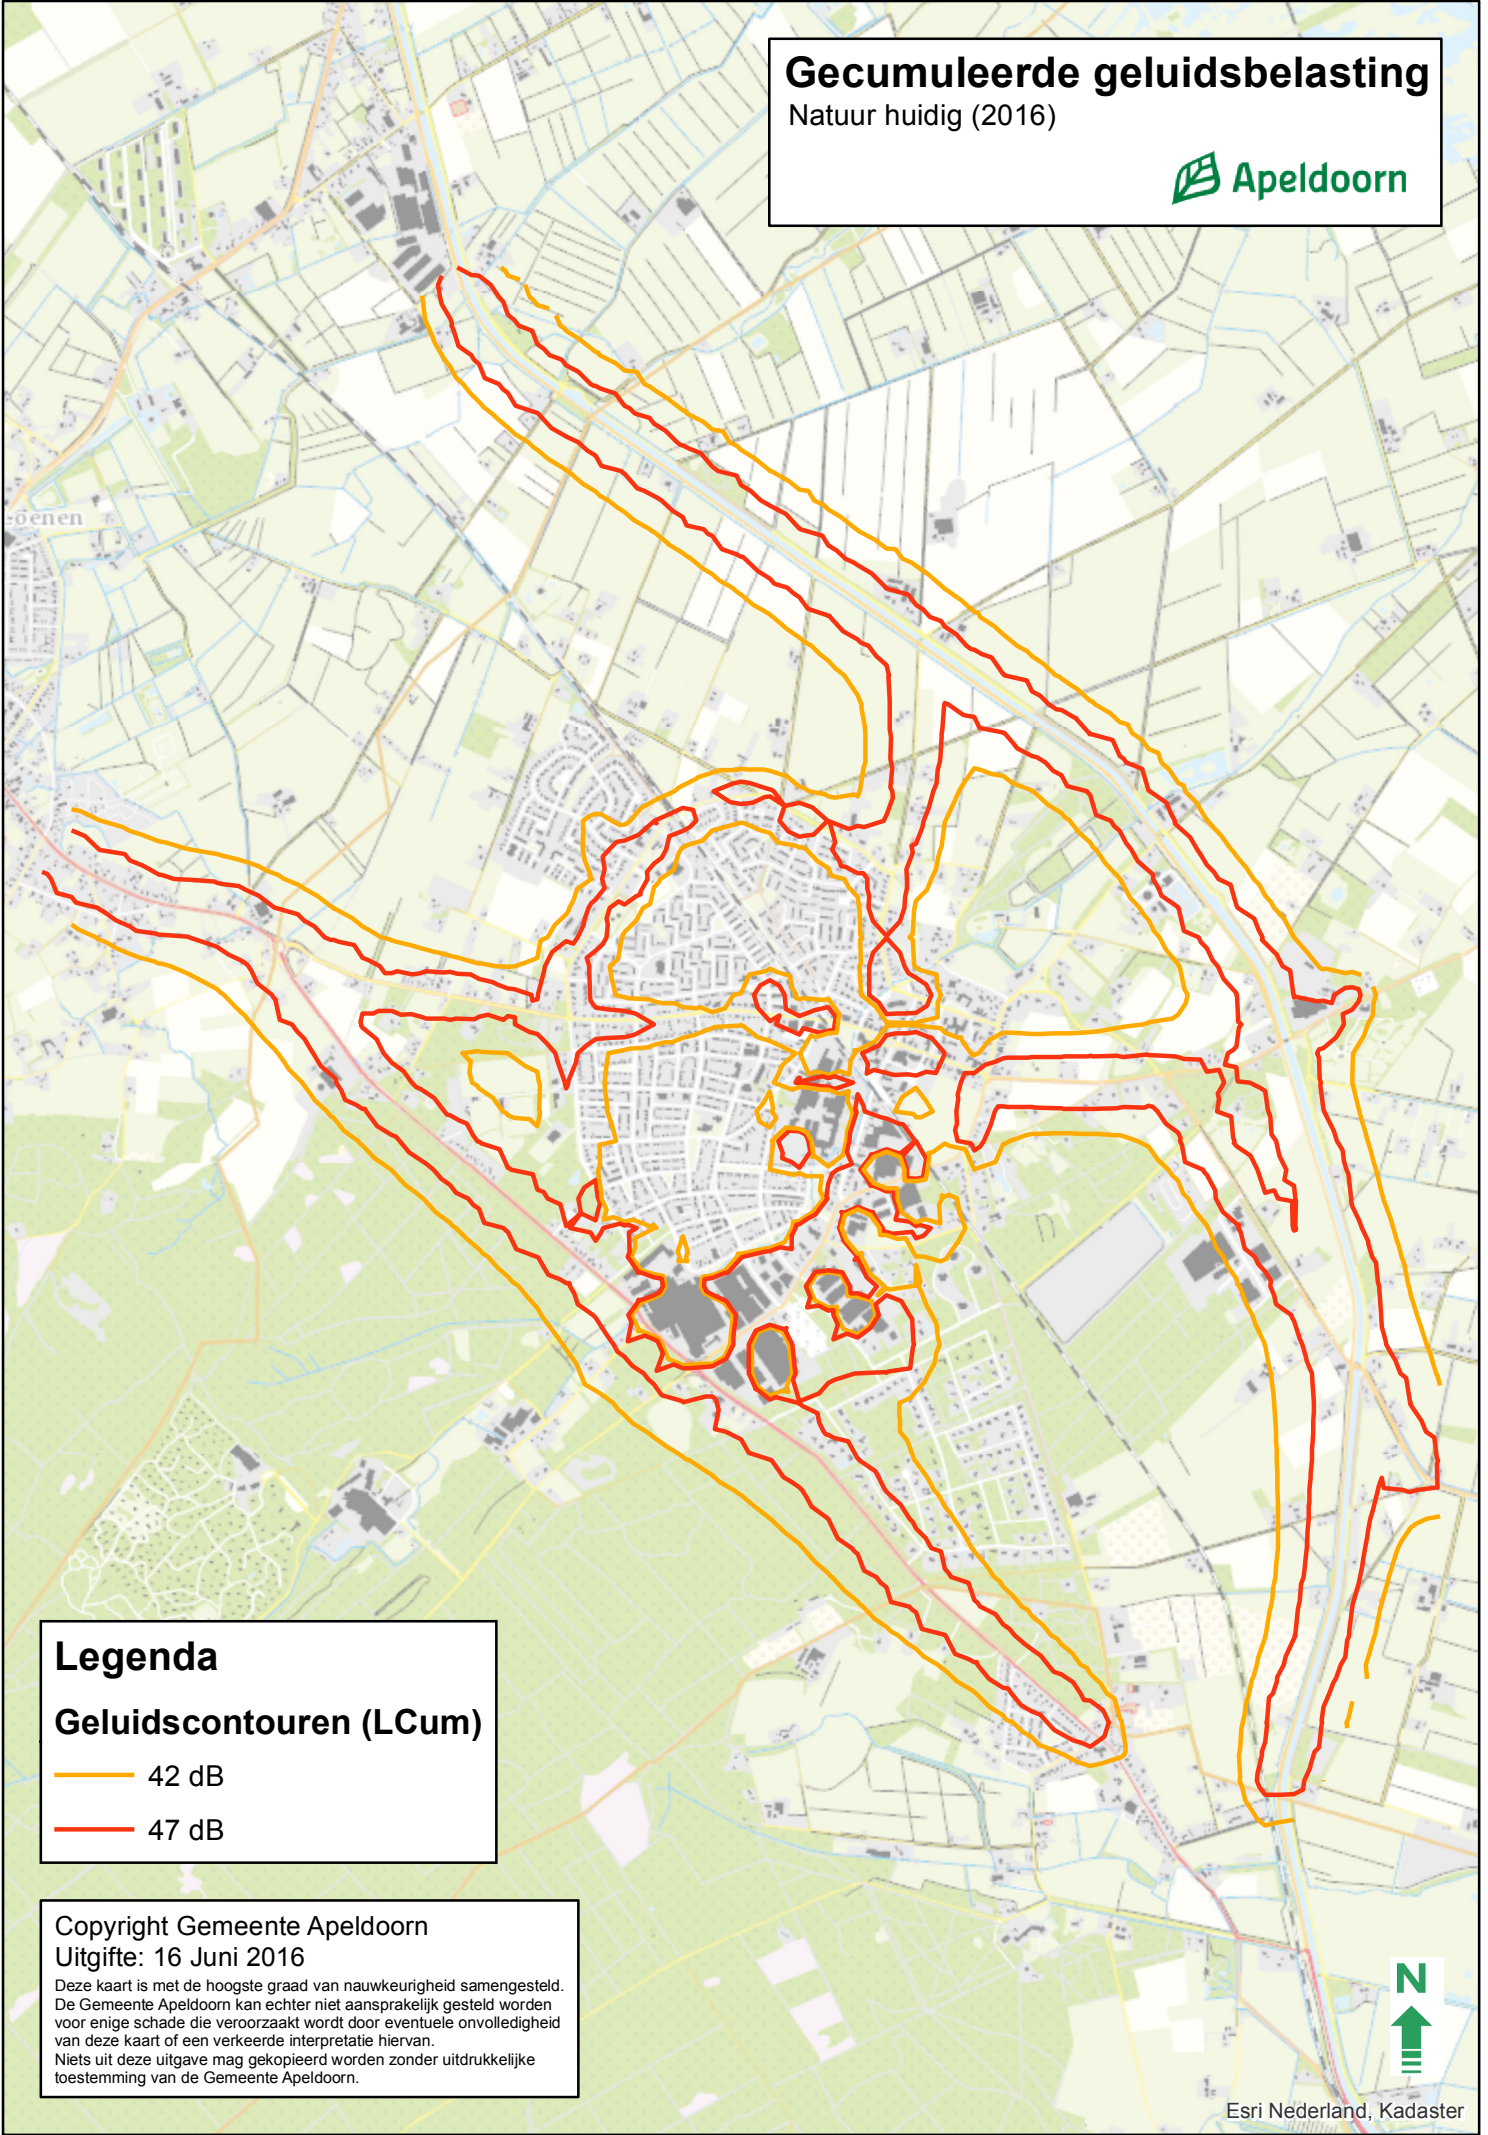 Gecumuleerde geluidsbelasting
Natuur huidig (2016)
Apeldoorn
Legenda
Geluidscontouren (LCum)
42 dB
47 dB
Copyright Gemeente Apeldoorn
Uitgifte: 16 Juni 2016
Deze kaart is met de hoogste graad van nauwkeurigheid samengesteld.
De Gemeente Apeldoorn kan echter niet aansprakelijk gesteld worden
voor enige schade die veroorzaakt wordt door eventuele onvolledigheid
van deze kaart of een verkeerde interpretatie hiervan.
Niets uit deze uitgave mag gekopieerd worden zonder uitdrukkelijke
toestemming van de Gemeente Apeldoorn.
N
Esri Nederland, Kadaster